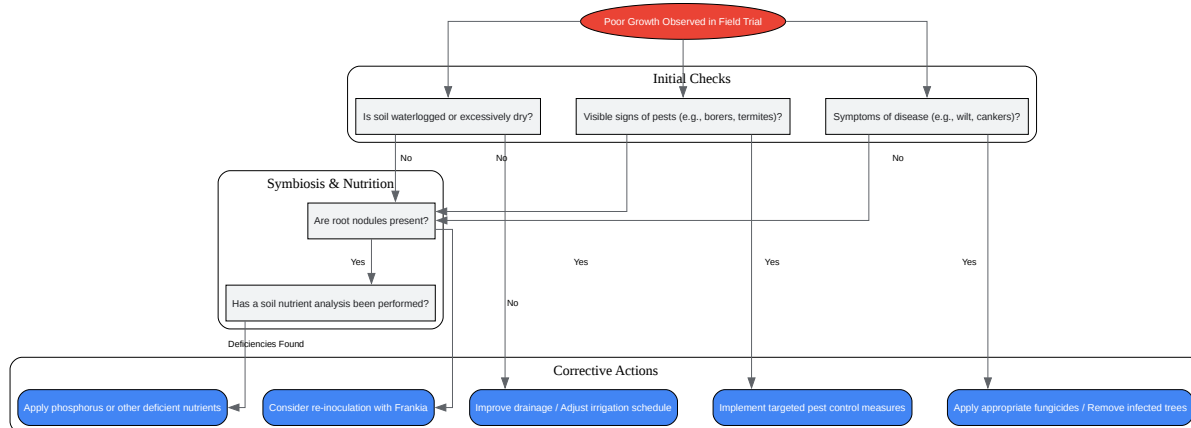 Poor Growth Observed in Field Trial
Initial Checks
Is soil waterlogged or excessively dry?
Visible signs of pests (e.g., borers, termites)?
Symptoms of disease (e.g., wilt, cankers)?
No
No
No
Symbiosis & Nutrition
Are root nodules present?
Yes
Yes
Yes
Yes
Has a soil nutrient analysis been performed?
No
Deficiencies Found
Corrective Actions
Apply phosphorus or other deficient nutrients
Consider re-inoculation with Frankia
Improve drainage / Adjust irrigation schedule
Implement targeted pest control measures
Apply appropriate fungicides / Remove infected trees